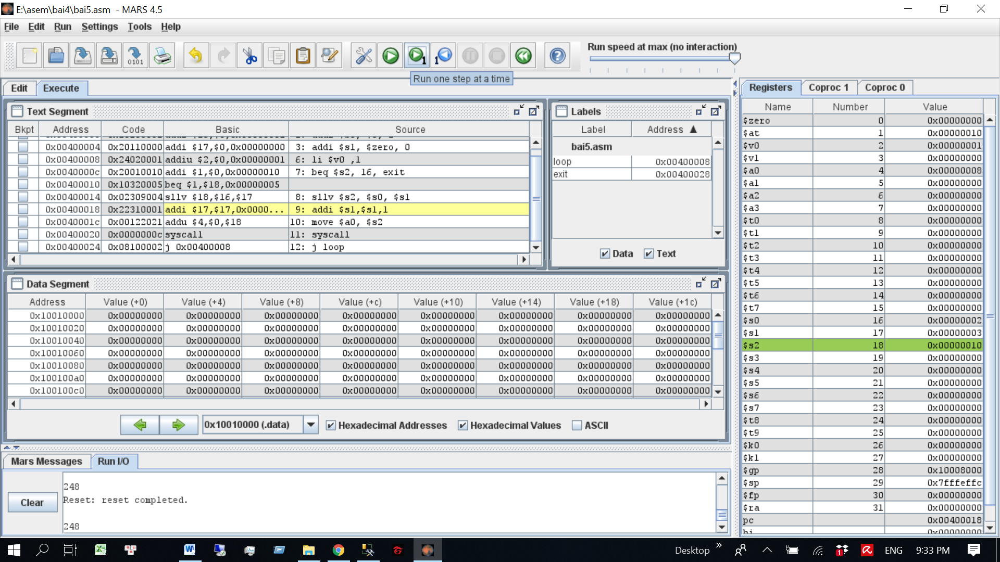 E:\asem\bai4\bai5.asm - MARS 4.5
File Edit Run Settings Tools Help
Run speed at max (no interaction)
0101
1
1
Run one step at a time
Edit Execute
Registers Coproc 1 Coproc 0
Text Segment
Bkpt Address Code Basic Source
0x00400004 0x20110000 addi $17,$0,0x00000000 3: addi $s1, $zero, 0
0x00400008 0x24020001 addiu $2,$0,0x00000001 6: li $v0 ,1
0x0040000c 0x20010010 addi $1,$0,0x00000010 7: beq $s2, 16, exit
0x00400010 0x10320005 beq $1,$18,0x00000005
0x00400014 0x02309004 sllv $18,$16,$17 8: sllv $s2, $s0, $s1
0x00400018 0x22310001 addi $17,$17,0x0000... 9: addi $s1,$s1,1
0x0040001c 0x00122021 addu $4,$0,$18 10: move $a0, $s2
0x00400020 0x0000000c syscall 11: syscall
0x00400024 0x08100002 j 0x00400008 12: j loop
Labels
Label Address ▲
bai5.asm
loop 0x00400008
exit 0x00400028
Data Text
Data Segment
Address Value (+0) Value (+4) Value (+8) Value (+c) Value (+10) Value (+14) Value (+18) Value (+1c)
0x10010000 0x00000000 0x00000000 0x00000000 0x00000000 0x00000000 0x00000000 0x00000000 0x00000000
0x10010020 0x00000000 0x00000000 0x00000000 0x00000000 0x00000000 0x00000000 0x00000000 0x00000000
0x10010040 0x00000000 0x00000000 0x00000000 0x00000000 0x00000000 0x00000000 0x00000000 0x00000000
0x10010060 0x00000000 0x00000000 0x00000000 0x00000000 0x00000000 0x00000000 0x00000000 0x00000000
0x10010080 0x00000000 0x00000000 0x00000000 0x00000000 0x00000000 0x00000000 0x00000000 0x00000000
0x100100a0 0x00000000 0x00000000 0x00000000 0x00000000 0x00000000 0x00000000 0x00000000 0x00000000
0x100100c0 0x00000000 0x00000000 0x00000000 0x00000000 0x00000000 0x00000000 0x00000000 0x00000000
0x10010000 (.data) Hexadecimal Addresses Hexadecimal Values ASCII
Mars Messages Run I/O
Clear
248
Reset: reset completed.
248
Name Number Value
$zero 0 0x00000000
$at 1 0x00000010
$v0 2 0x00000001
$v1 3 0x00000000
$a0 4 0x00000008
$a1 5 0x00000000
$a2 6 0x00000000
$a3 7 0x00000000
$t0 8 0x00000000
$t1 9 0x00000000
$t2 10 0x00000000
$t3 11 0x00000000
$t4 12 0x00000000
$t5 13 0x00000000
$t6 14 0x00000000
$t7 15 0x00000000
$s0 16 0x00000002
$s1 17 0x00000003
$s2 18 0x00000010
$s3 19 0x00000000
$s4 20 0x00000000
$s5 21 0x00000000
$s6 22 0x00000000
$s7 23 0x00000000
$t8 24 0x00000000
$t9 25 0x00000000
$k0 26 0x00000000
$k1 27 0x00000000
$gp 28 0x10008000
$sp 29 0x7fffeffc
$fp 30 0x00000000
$ra 31 0x00000000
pc 0x00400018
hi 0x00000000
Desktop ENG 9:33 PM